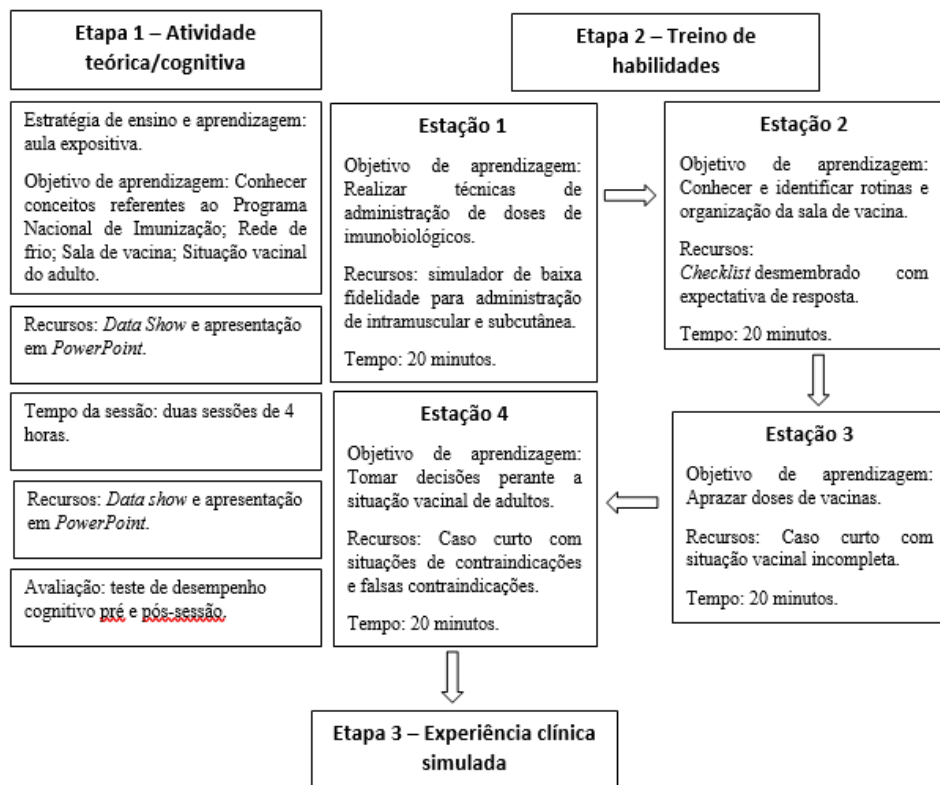 Etapa 1 – Atividade
teórica/cognitiva
Estratégia de ensino e aprendizagem:
aula expositiva.
Objetivo de aprendizagem: Conhecer
conceitos referentes ao Programa
Nacional de Imunização; Rede de
frio; Sala de vacina; Situação vacinal
do adulto.
Recursos: Data Show e apresentação
em PowerPoint.
Tempo da sessão: duas sessões de 4
horas.
Recursos: Data show e apresentação
em PowerPoint.
Avaliação: teste de desempenho
cognitivo pré e pós-sessão.
Etapa 2 – Treino de
habilidades
Estação 1
Objetivo de aprendizagem:
Realizar técnicas de
administração de doses de
imunobiológicos.
Recursos: simulador de baixa
fidelidade para administração
de intramuscular e subcutânea.
Tempo: 20 minutos.
Estação 2
Objetivo de aprendizagem:
Conhecer e identificar rotinas e
organização da sala de vacina.
Recursos:
Checklist desmembrado com
expectativa de resposta.
Tempo: 20 minutos.
Estação 3
Objetivo de aprendizagem:
Aprazar doses de vacinas.
Recursos: Caso curto com
situação vacinal incompleta.
Tempo: 20 minutos.
Estação 4
Objetivo de aprendizagem:
Tomar decisões perante a
situação vacinal de adultos.
Recursos: Caso curto com
situações de contraindicações
e falsas contraindicações.
Tempo: 20 minutos.
Etapa 3 – Experiência clínica
simulada